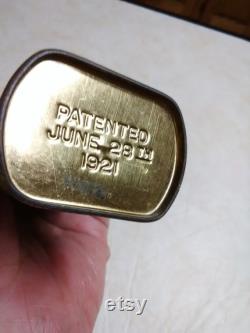 PATENTED
JUNE 28TH
1921
Etsy